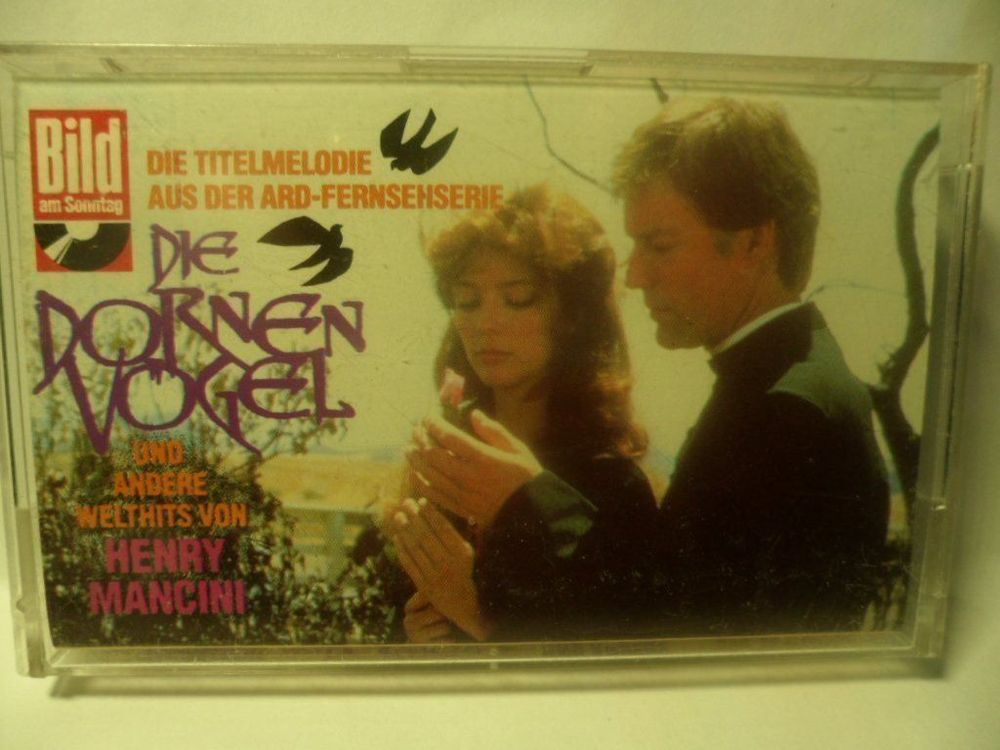 Bild
am Sonntag
DIE TITELMELODIE
AUS DER ARD-FERNSEHSERIE
DIE
DORNEN
VÖGEL
UND
ANDERE
WELTHITS VON
HENRY
MANCINI